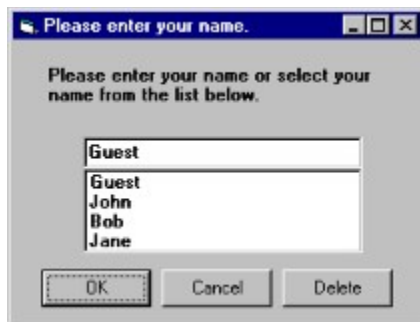 Please enter your name.
Please enter your name or select your
name from the list below.
Guest
Guest
John
Bob
Jane
OK Cancel Delete